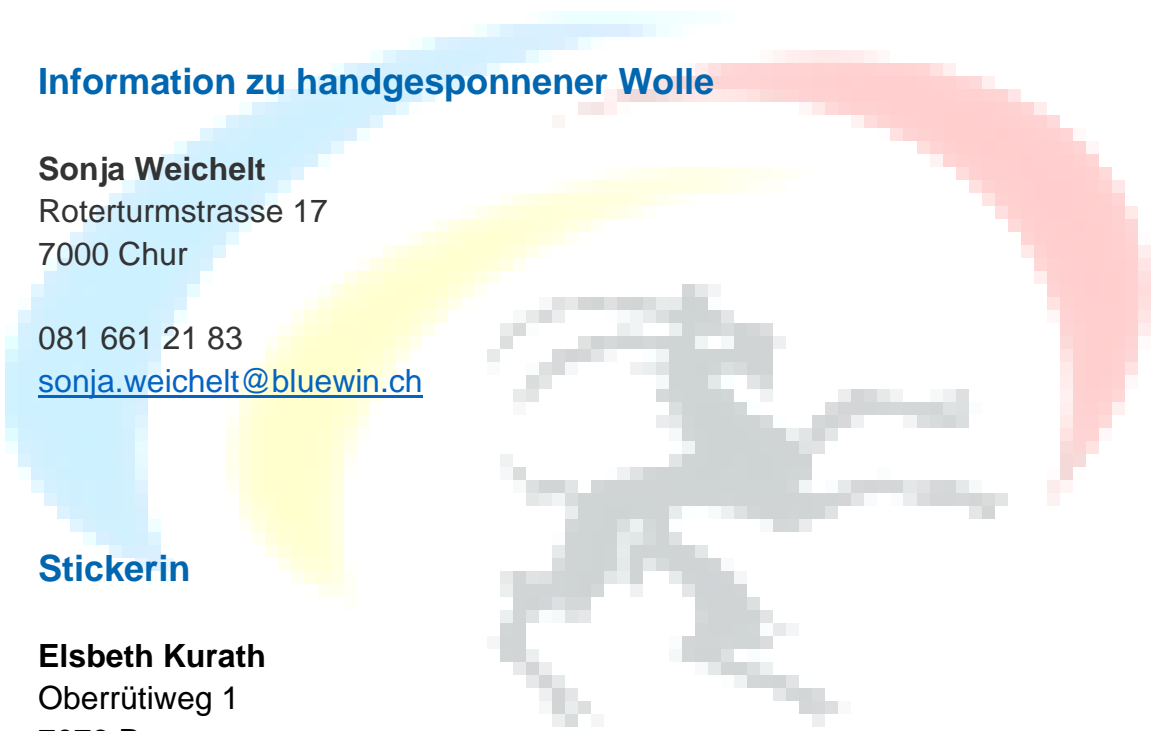 Information zu handgesponnener Wolle
Sonja Weichelt
Roterturmstrasse 17
7000 Chur
081 661 21 83
sonja.weichelt@bluewin.ch
Stickerin
Elsbeth Kurath
Oberrütiweg 1